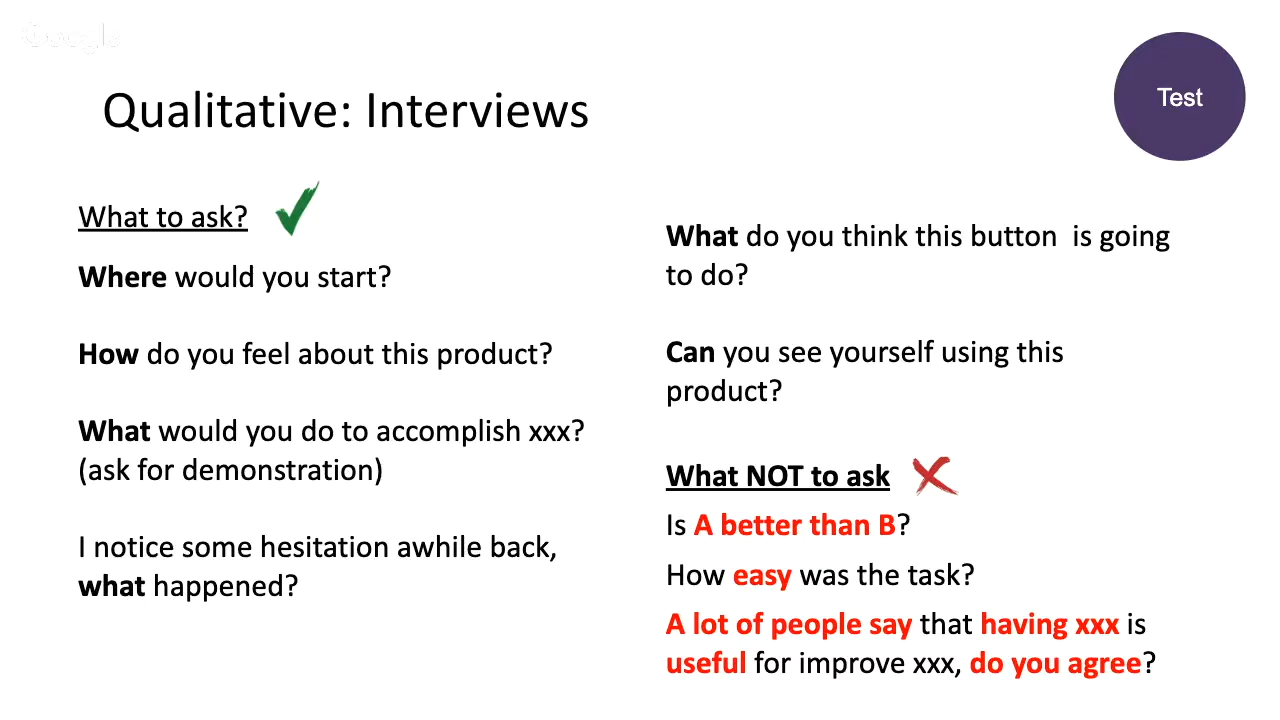 Google
Qualitative: Interviews
Test
What to ask?
Where would you start?
How do you feel about this product?
What would you do to accomplish xxx?
(ask for demonstration)
I notice some hesitation awhile back,
what happened?
What do you think this button  is going
to do?
Can you see yourself using this
product?
What NOT to ask
Is A better than B?
How easy was the task?
A lot of people say that having xxx is
useful for improve xxx, do you agree?